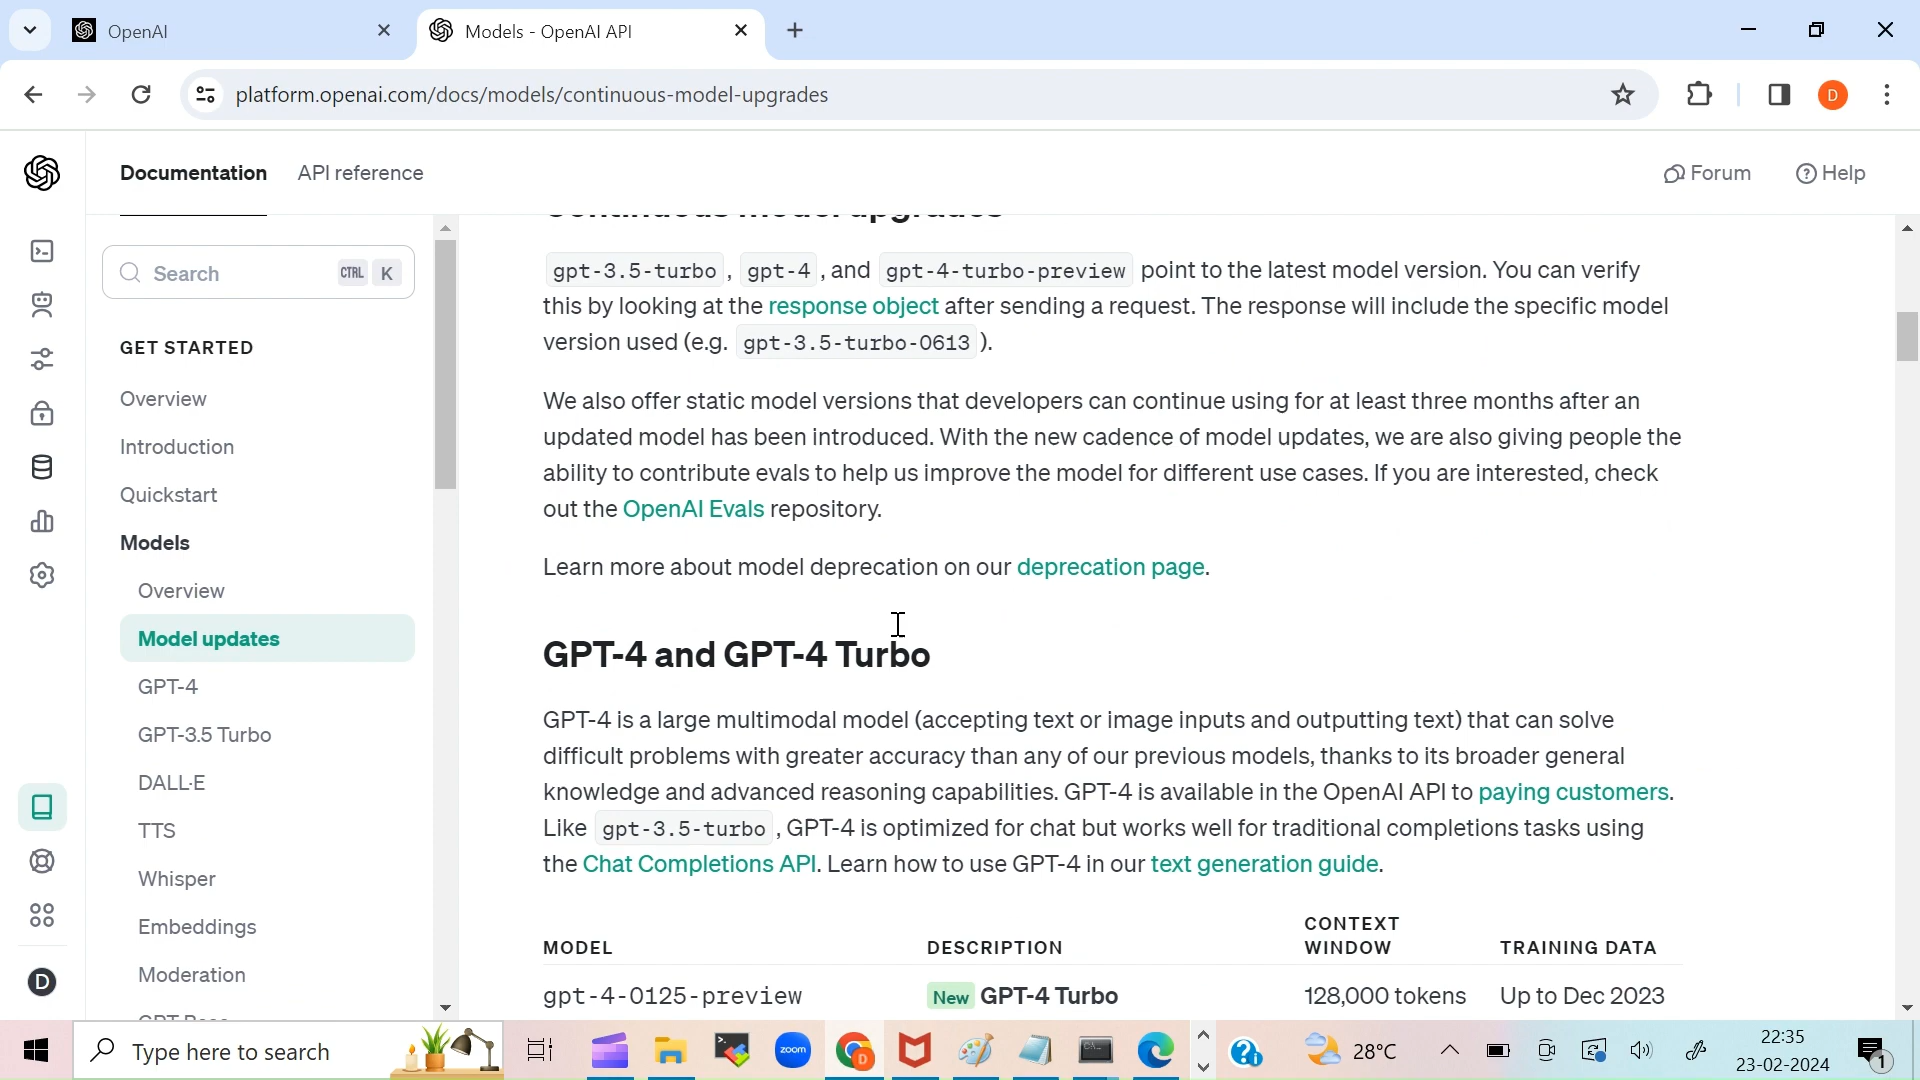 OpenAI
Models - OpenAI API
platform.openai.com/docs/models/continuous-model-upgrades
D
Documentation
API reference
Forum
Help
Search
CTRL
K
GET STARTED
Overview
Introduction
Quickstart
Models
Overview
Model updates
GPT-4
GPT-3.5 Turbo
DALL·E
TTS
Whisper
Embeddings
Moderation
GPT Base
D
Continuous model upgrades
gpt-3.5-turbo , gpt-4 , and gpt-4-turbo-preview point to the latest model version. You can verify
this by looking at the response object after sending a request. The response will include the specific model
version used (e.g. gpt-3.5-turbo-0613 ).
We also offer static model versions that developers can continue using for at least three months after an
updated model has been introduced. With the new cadence of model updates, we are also giving people the
ability to contribute evals to help us improve the model for different use cases. If you are interested, check
out the OpenAI Evals repository.
Learn more about model deprecation on our deprecation page.
GPT-4 and GPT-4 Turbo
GPT-4 is a large multimodal model (accepting text or image inputs and outputting text) that can solve
difficult problems with greater accuracy than any of our previous models, thanks to its broader general
knowledge and advanced reasoning capabilities. GPT-4 is available in the OpenAI API to paying customers.
Like gpt-3.5-turbo , GPT-4 is optimized for chat but works well for traditional completions tasks using
the Chat Completions API. Learn how to use GPT-4 in our text generation guide.
MODEL DESCRIPTION CONTEXT WINDOW TRAINING DATA
gpt-4-0125-preview New GPT-4 Turbo 128,000 tokens Up to Dec 2023
Type here to search
zoom
D
28°C
22:35
23-02-2024
1